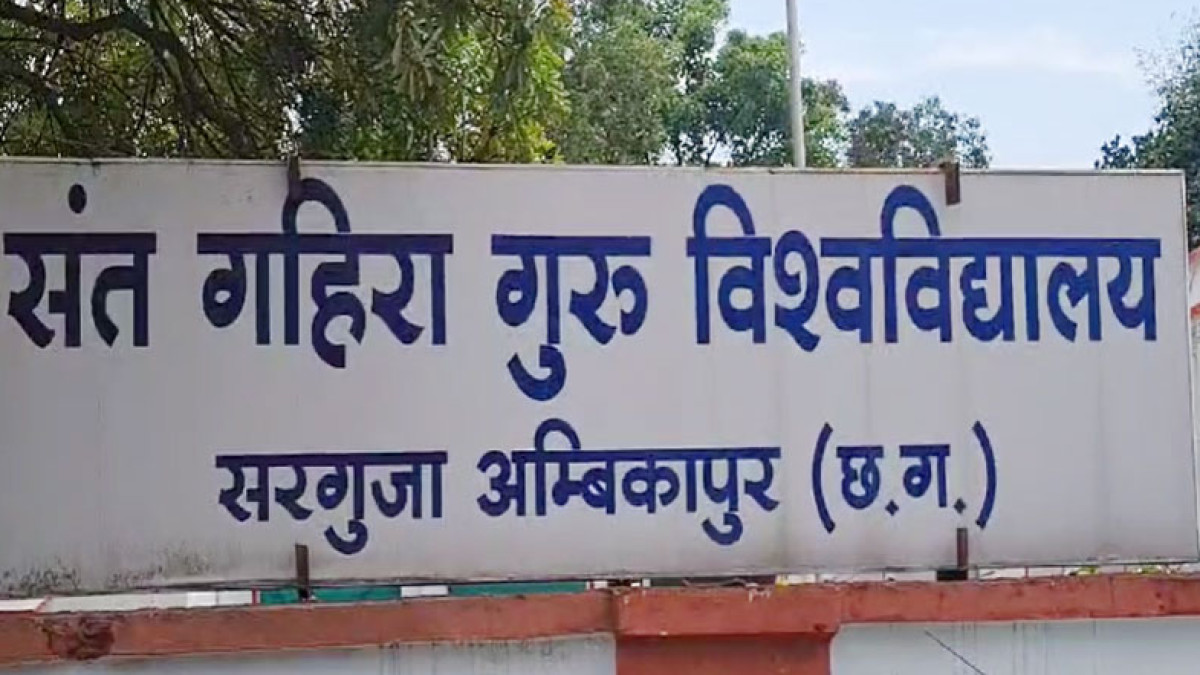 संत गहिरा गुरु विश्वविद्यालय
सरगुजा अम्बिकापुर (छ.ग.)